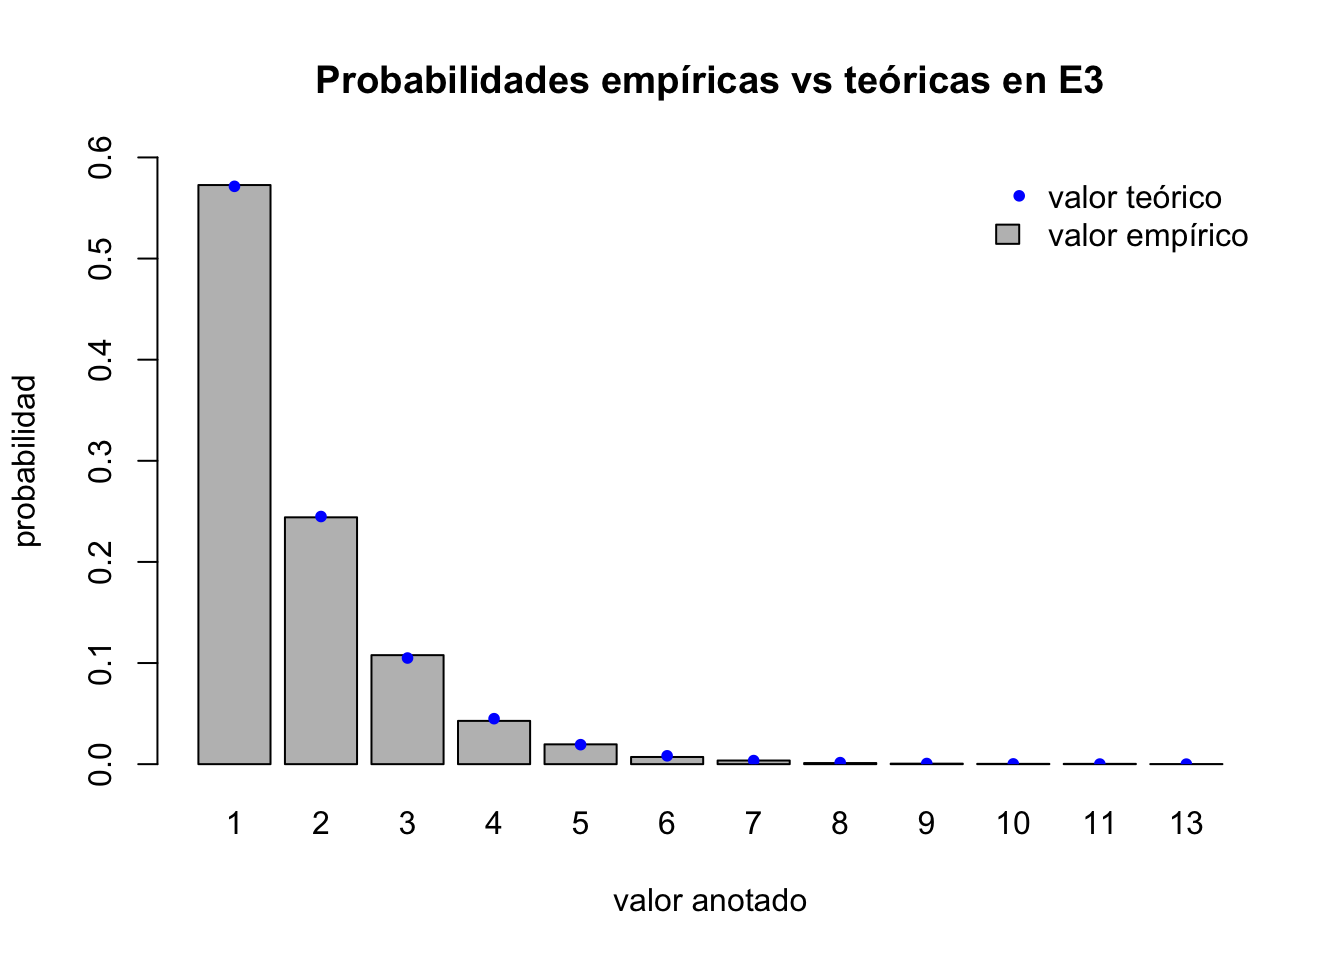 Probabilidades empíricas vs teóricas en E3
probabilidad
0.6
0.5
0.4
0.3
0.2
0.1
0.0
valor teórico
valor empírico
1 2 3 4 5 6 7 8 9 10 11 13
valor anotado